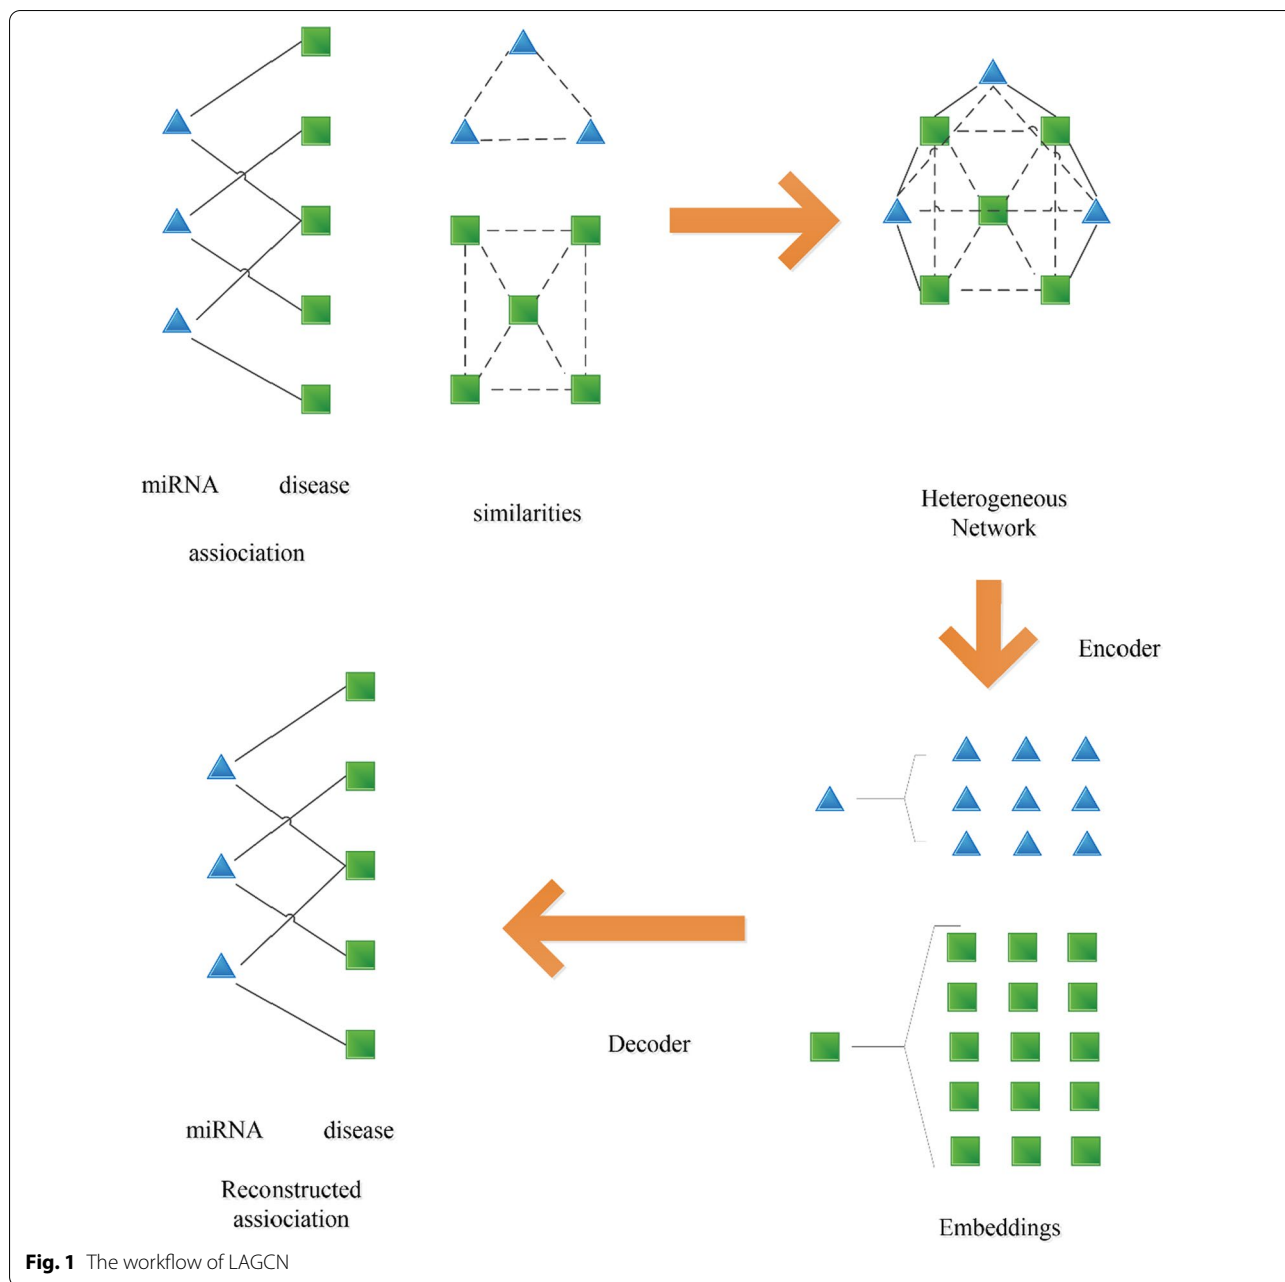 miRNA disease
assiociation
similarities
Heterogeneous
Network
Encoder
Decoder
miRNA disease
Reconstructed
assiociation
Embeddings
Fig. 1 The workflow of LAGCN